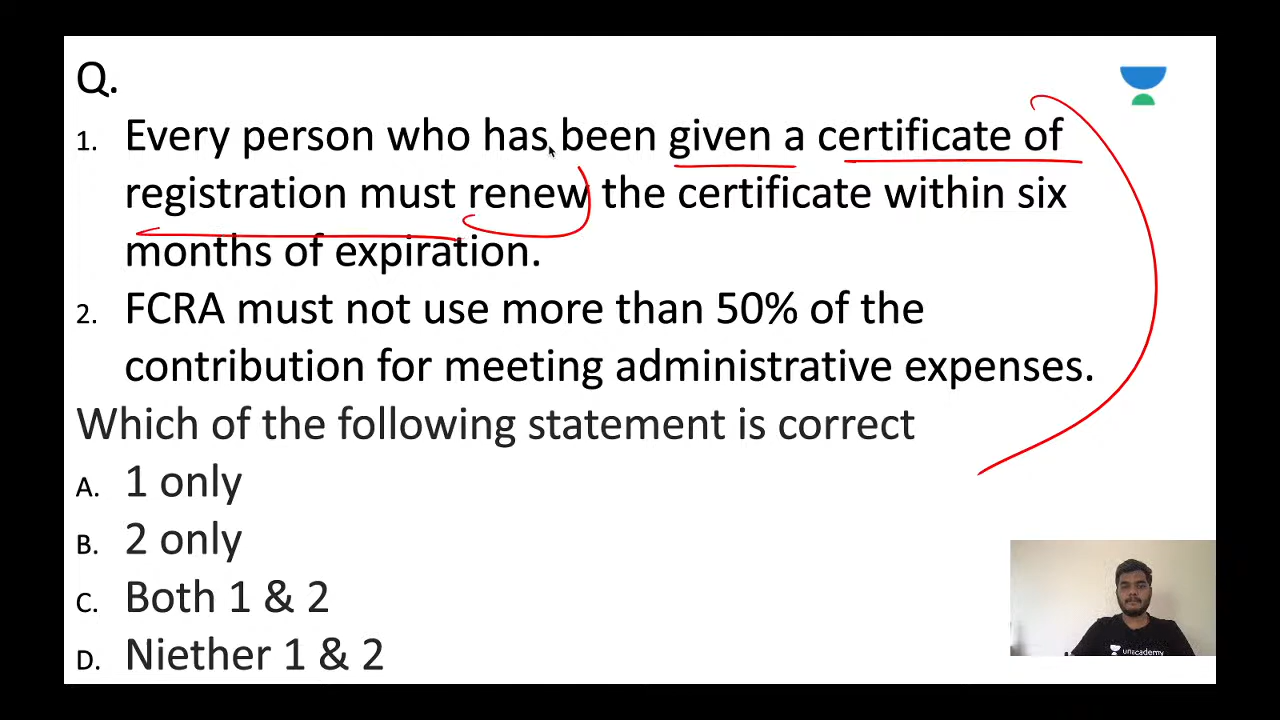 Q.
1. Every person who has been given a certificate of
registration must renew the certificate within six
months of expiration.
2. FCRA must not use more than 50% of the
contribution for meeting administrative expenses.
Which of the following statement is correct
A. 1 only
B. 2 only
C. Both 1 & 2
D. Niether 1 & 2
unacademy